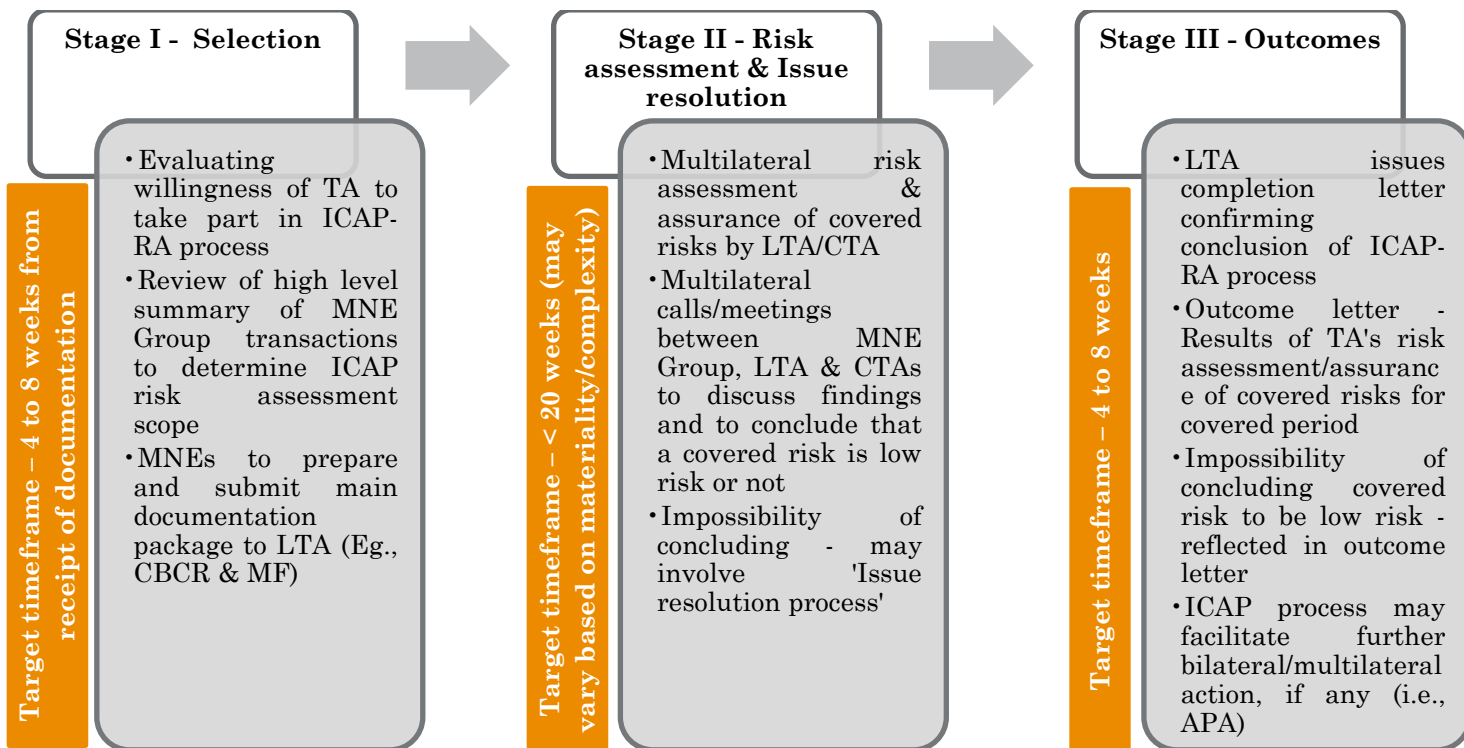 Stage I - Selection
Target timeframe – 4 to 8 weeks from
receipt of documentation
• Evaluating
willingness of TA to
take part in ICAP-
RA process
• Review of high level
summary of MNE
Group transactions
to determine ICAP
risk assessment
scope
• MNEs to prepare
and submit main
documentation
package to LTA (Eg.,
CBCR & MF)
Stage II - Risk
assessment & Issue
resolution
Target timeframe – < 20 weeks (may
vary based on materiality/complexity)
• Multilateral risk
assessment &
assurance of covered
risks by LTA/CTA
• Multilateral
calls/meetings
between MNE
Group, LTA & CTAs
to discuss findings
and to conclude that
a covered risk is low
risk or not
• Impossibility of
concluding - may
involve 'Issue
resolution process'
Stage III - Outcomes
Target timeframe – 4 to 8 weeks
• LTA issues
completion letter
confirming
conclusion of ICAP-
RA process
• Outcome letter -
Results of TA's risk
assessment/assuranc
e of covered risks for
covered period
• Impossibility of
concluding covered
risk to be low risk -
reflected in outcome
letter
• ICAP process may
facilitate further
bilateral/multilateral
action, if any (i.e.,
APA)